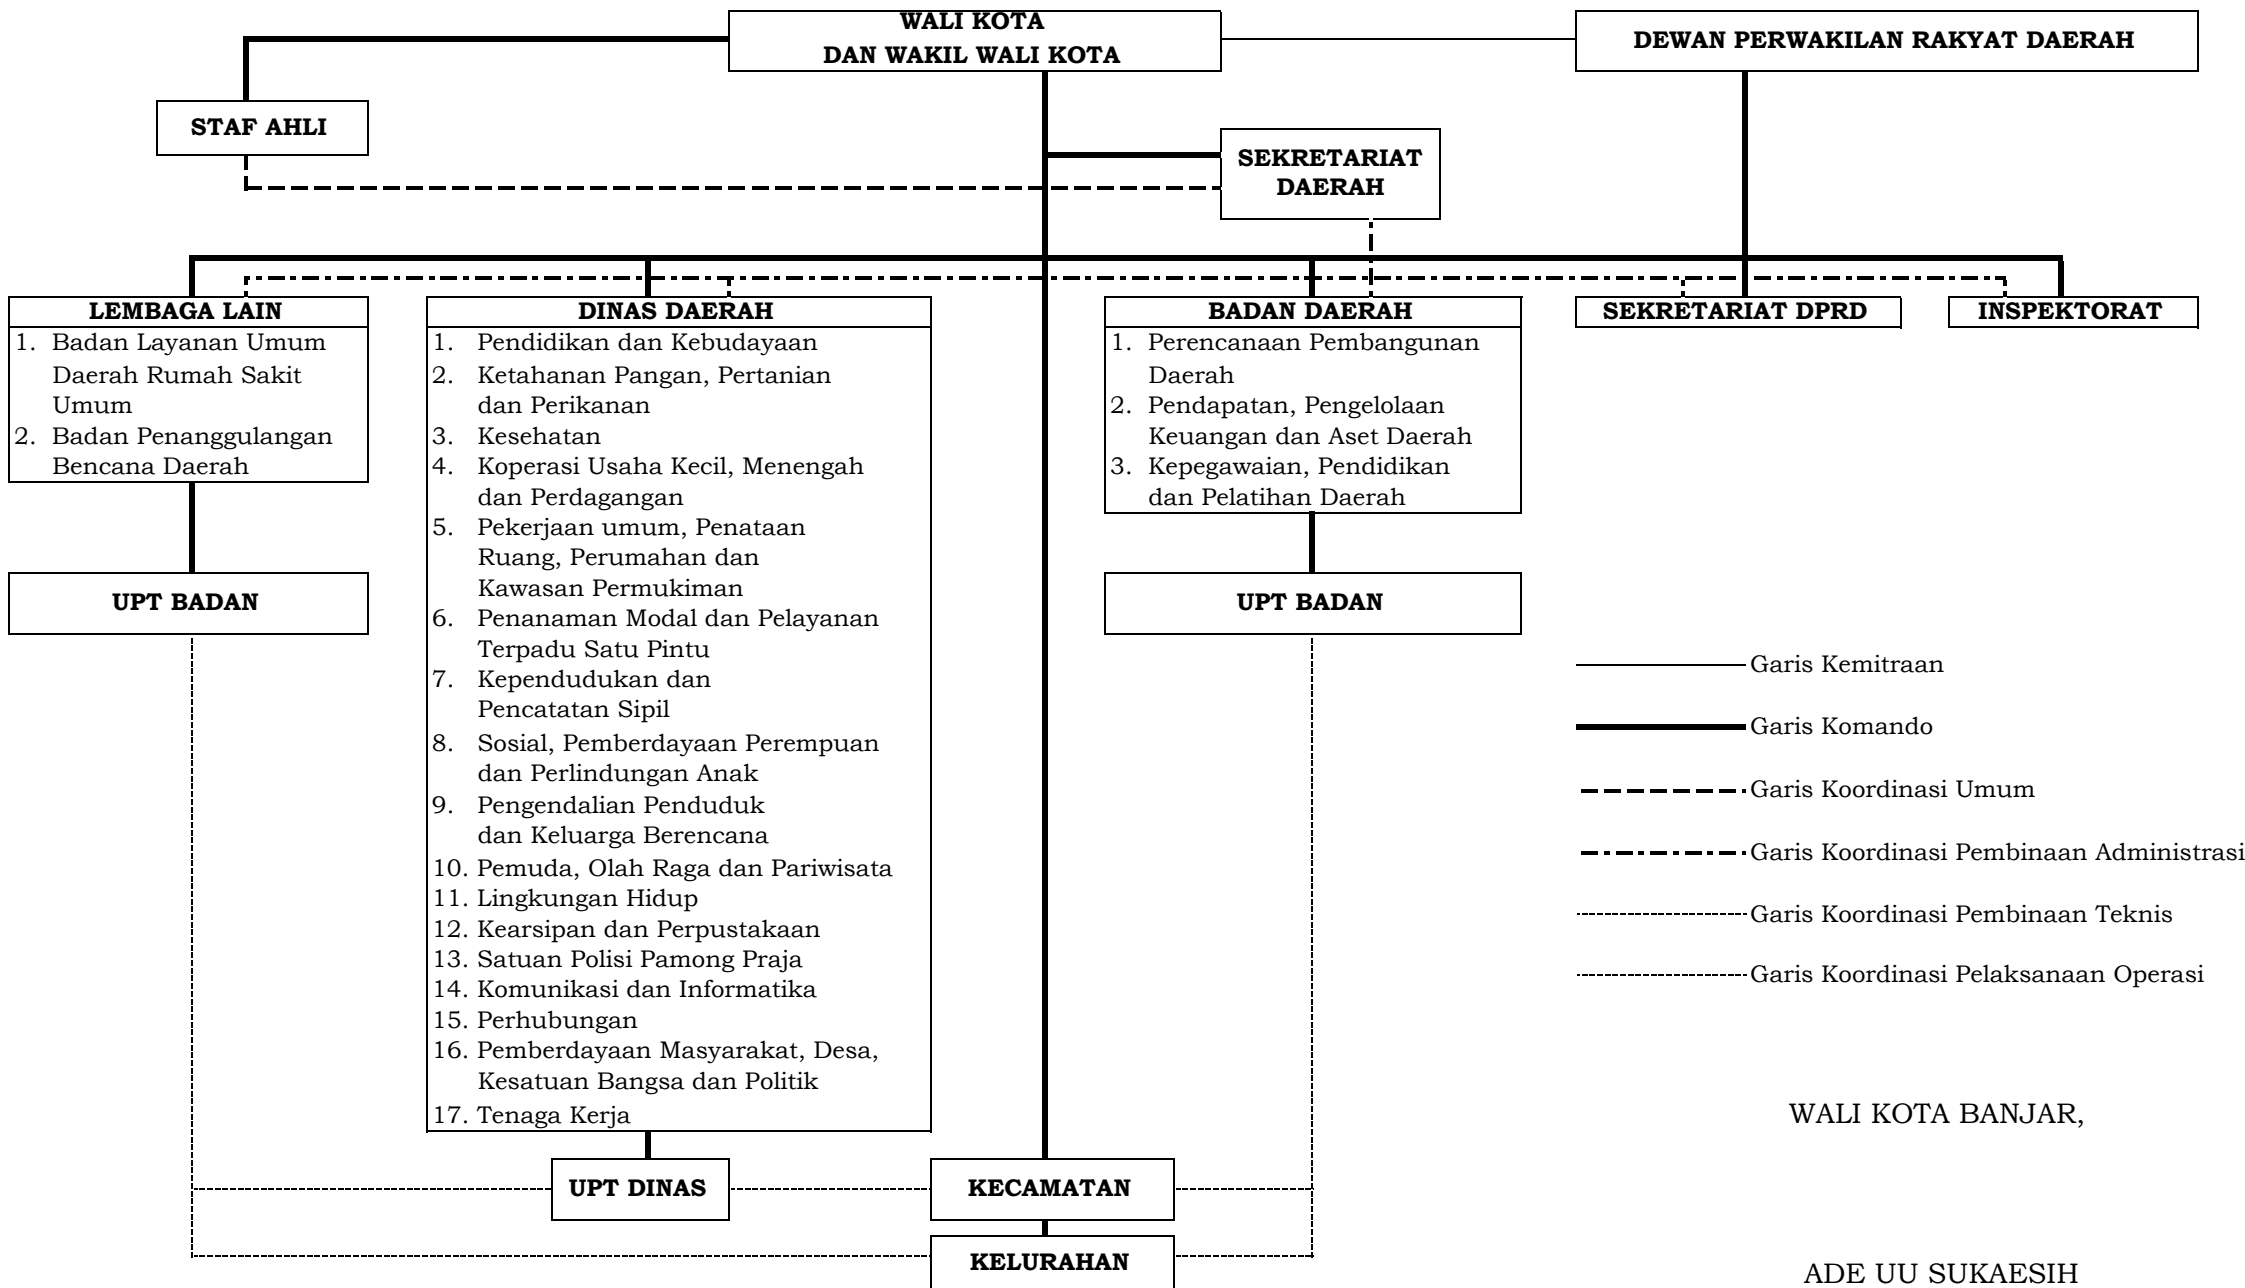 WALI KOTA
DAN WAKIL WALI KOTA
DEWAN PERWAKILAN RAKYAT DAERAH
STAF AHLI
SEKRETARIAT
DAERAH
LEMBAGA LAIN
1. Badan Layanan Umum
Daerah Rumah Sakit
Umum
2. Badan Penanggulangan
Bencana Daerah
DINAS DAERAH
1. Pendidikan dan Kebudayaan
2. Ketahanan Pangan, Pertanian
dan Perikanan
3. Kesehatan
4. Koperasi Usaha Kecil, Menengah
dan Perdagangan
5. Pekerjaan umum, Penataan
Ruang, Perumahan dan
Kawasan Permukiman
6. Penanaman Modal dan Pelayanan
Terpadu Satu Pintu
7. Kependudukan dan
Pencatatan Sipil
8. Sosial, Pemberdayaan Perempuan
dan Perlindungan Anak
9. Pengendalian Penduduk
dan Keluarga Berencana
10. Pemuda, Olah Raga dan Pariwisata
11. Lingkungan Hidup
12. Kearsipan dan Perpustakaan
13. Satuan Polisi Pamong Praja
14. Komunikasi dan Informatika
15. Perhubungan
16. Pemberdayaan Masyarakat, Desa,
Kesatuan Bangsa dan Politik
17. Tenaga Kerja
BADAN DAERAH
1. Perencanaan Pembangunan
Daerah
2. Pendapatan, Pengelolaan
Keuangan dan Aset Daerah
3. Kepegawaian, Pendidikan
dan Pelatihan Daerah
SEKRETARIAT DPRD
INSPEKTORAT
UPT BADAN
UPT BADAN
Garis Kemitraan
Garis Komando
Garis Koordinasi Umum
Garis Koordinasi Pembinaan Administrasi
Garis Koordinasi Pembinaan Teknis
Garis Koordinasi Pelaksanaan Operasi
UPT DINAS
KECAMATAN
KELURAHAN
WALI KOTA BANJAR,
ADE UU SUKAESIH